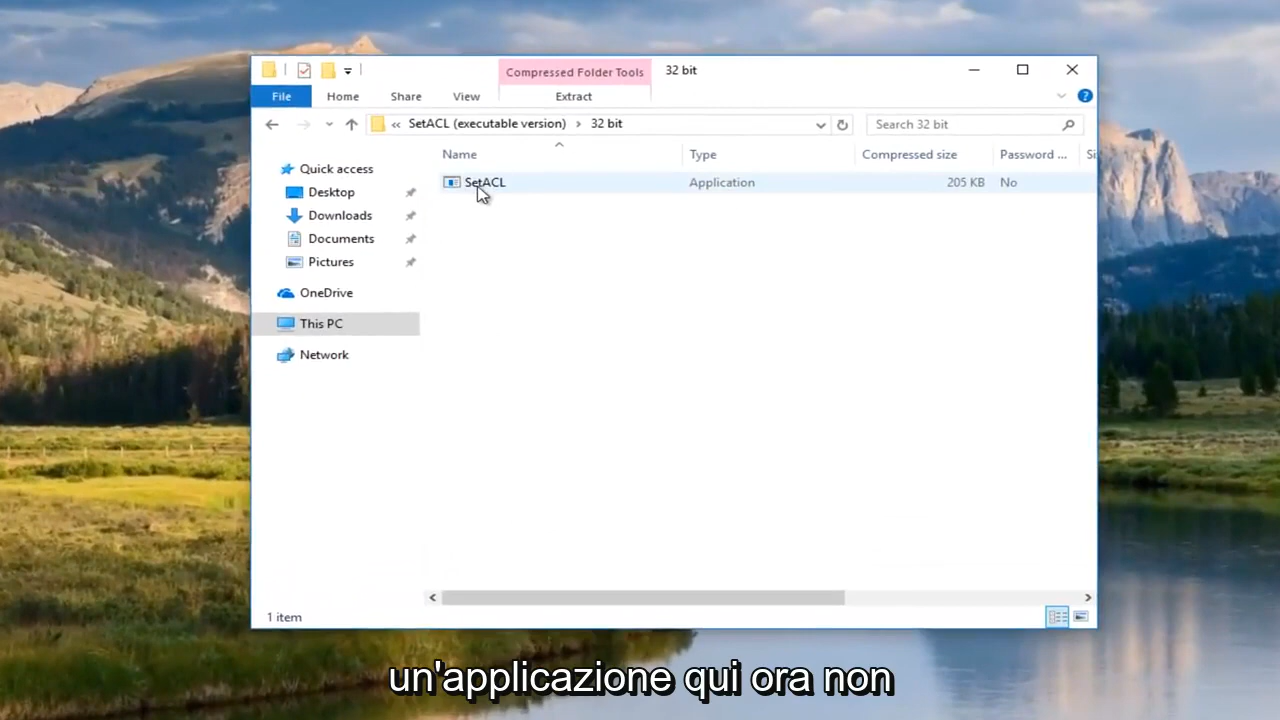 Compressed Folder Tools
32 bit
File
Home
Share
View
Extract
?
« SetACL (executable version) > 32 bit
Search 32 bit
Name
Type
Compressed size
Password ...
Quick access
Desktop
Downloads
Documents
Pictures
OneDrive
This PC
Network
SetACL
Application
205 KB
No
1 item
un'applicazione qui ora non